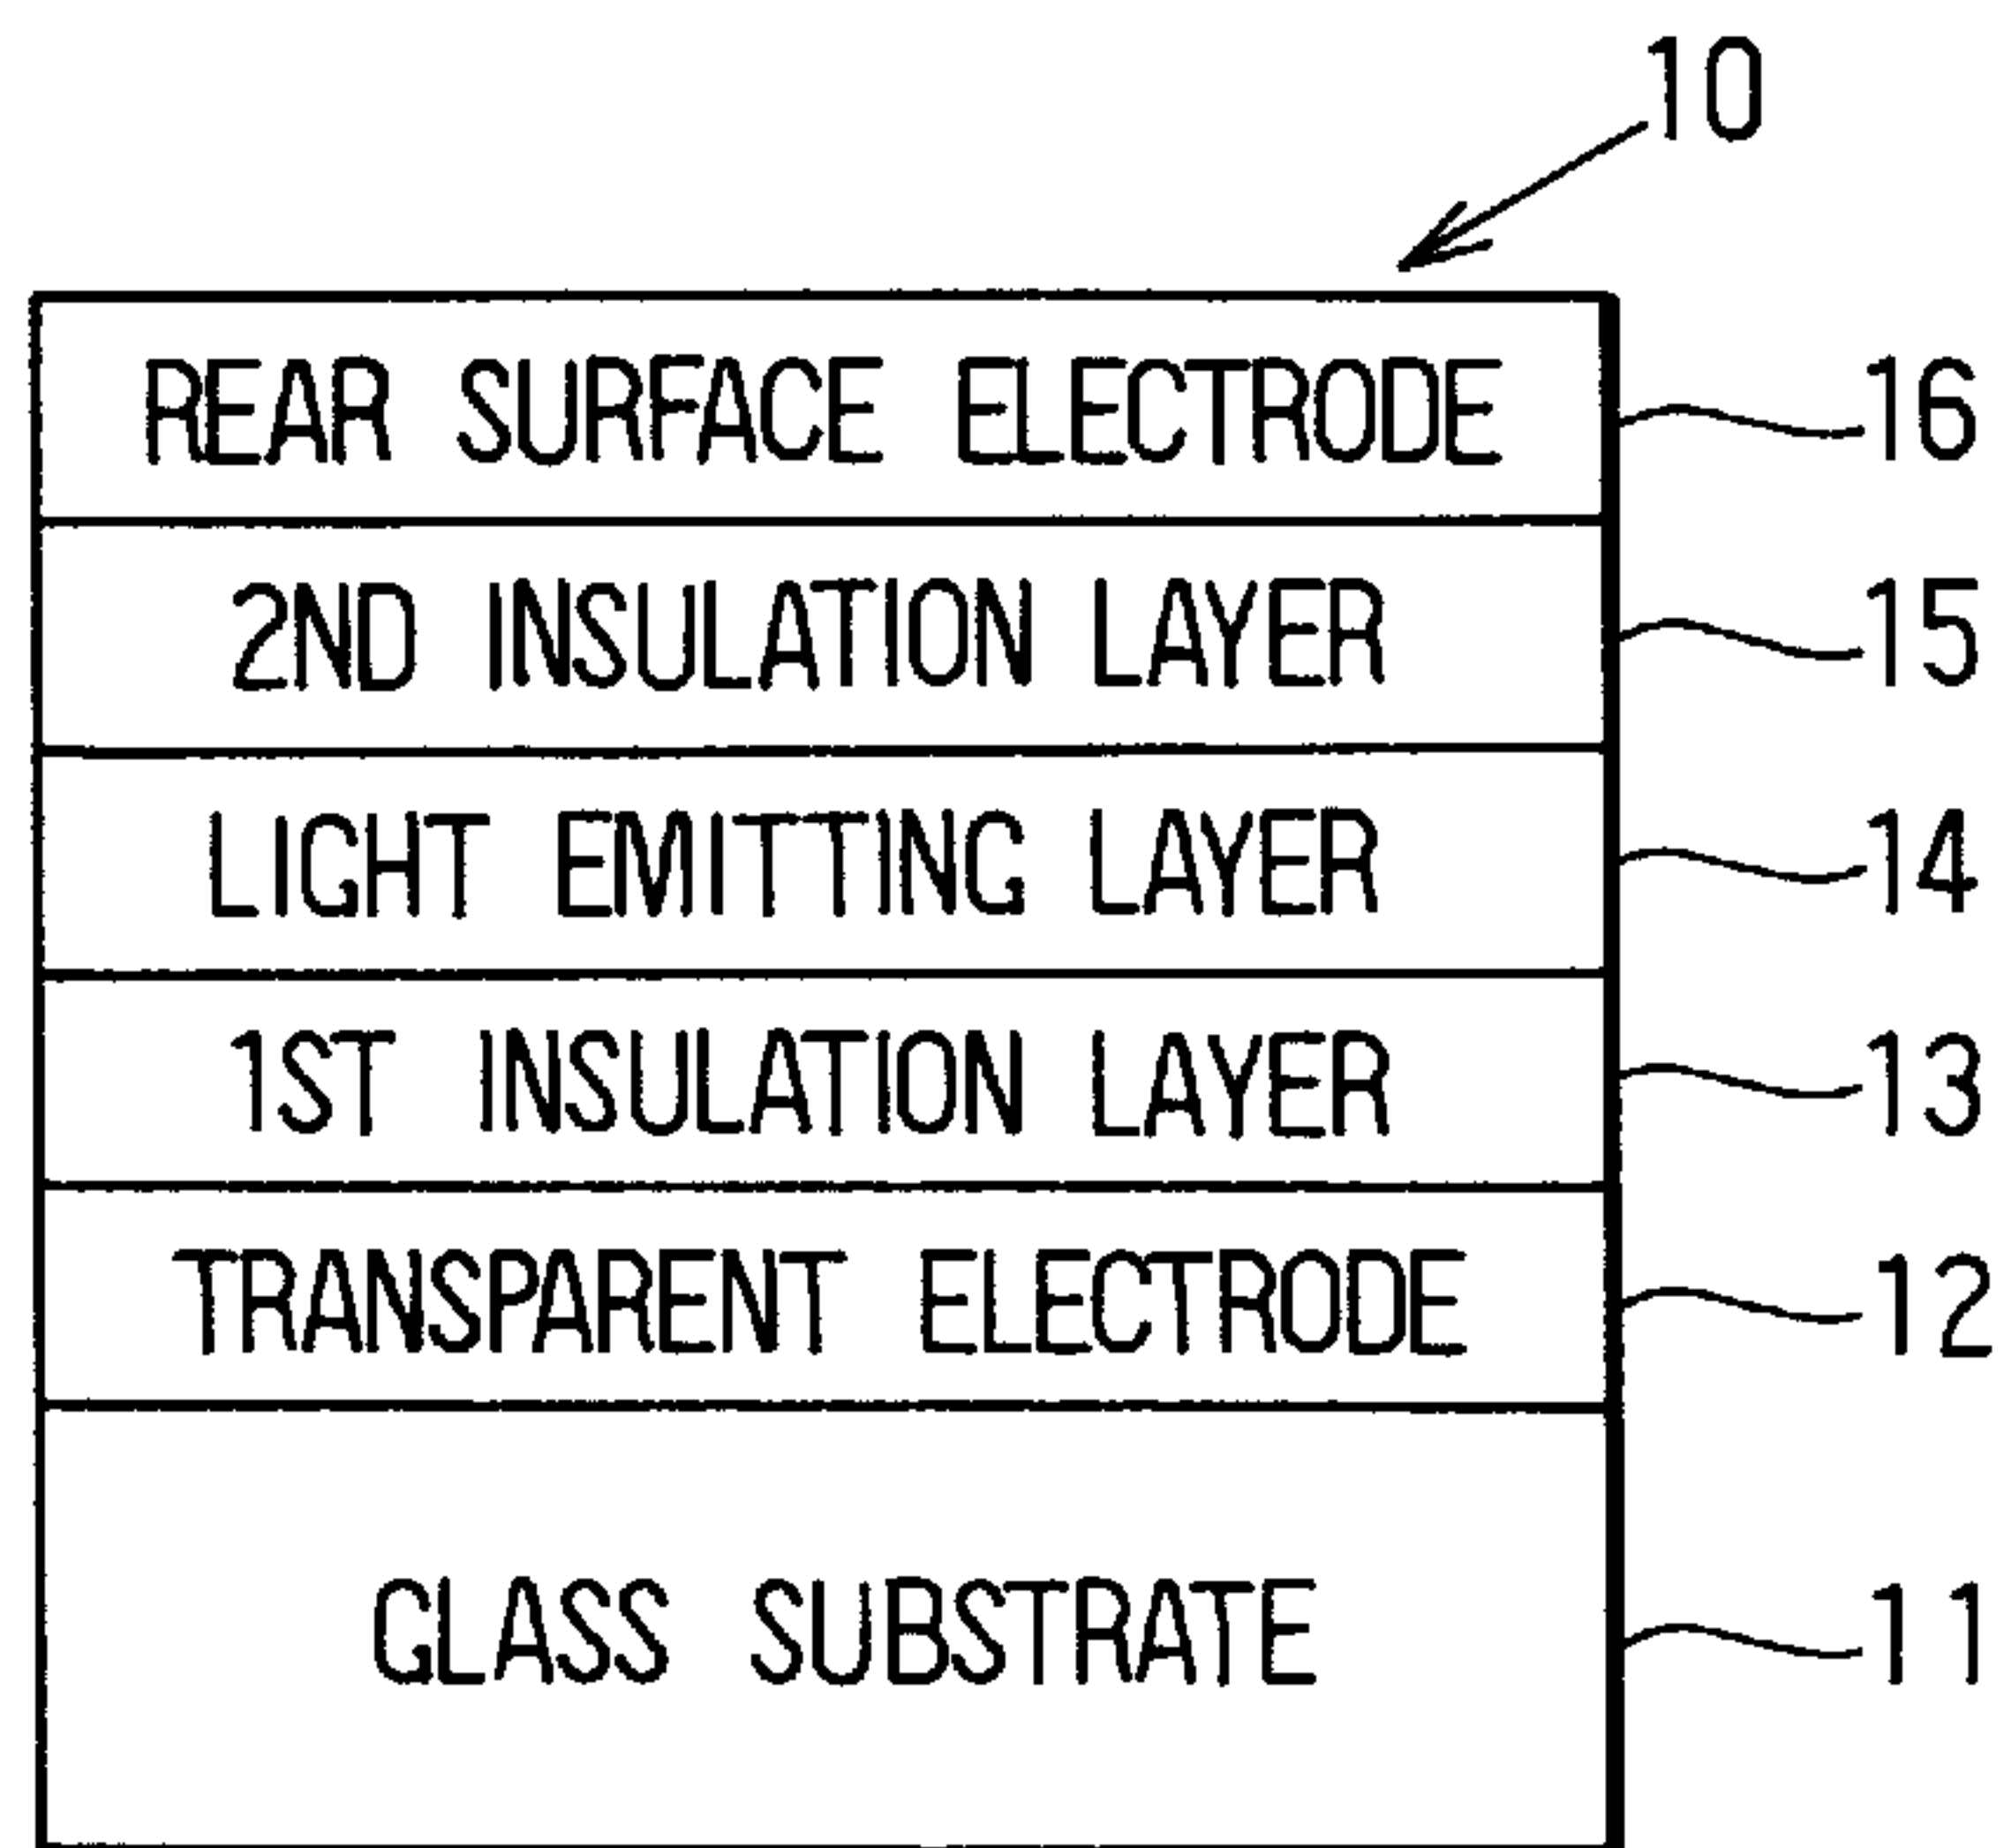 10
REAR SURFACE ELECTRODE 16
2ND INSULATION LAYER 15
LIGHT EMITTING LAYER 14
1ST INSULATION LAYER 13
TRANSPARENT ELECTRODE 12
GLASS SUBSTRATE 11